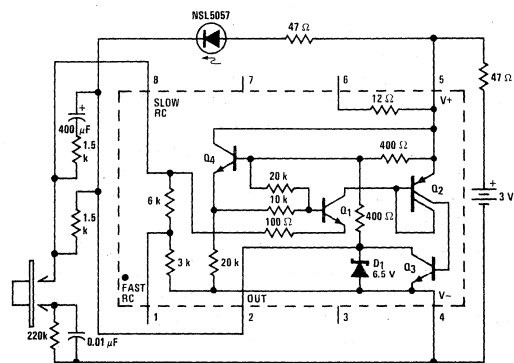 NSL5057
47 Ω
8
7
6
5
SLOW
RC
V+
12 Ω
47 Ω
400 μF
+
1.5
k
Q4
400 Ω
20 k
10 k
100 Ω
Q1
Q2
6 k
400 Ω
+
3 V
1.5
k
3 k
20 k
D1
6.5 V
Q3
FAST
RC
OUT
V~
1
2
3
4
220k
0.01 μF